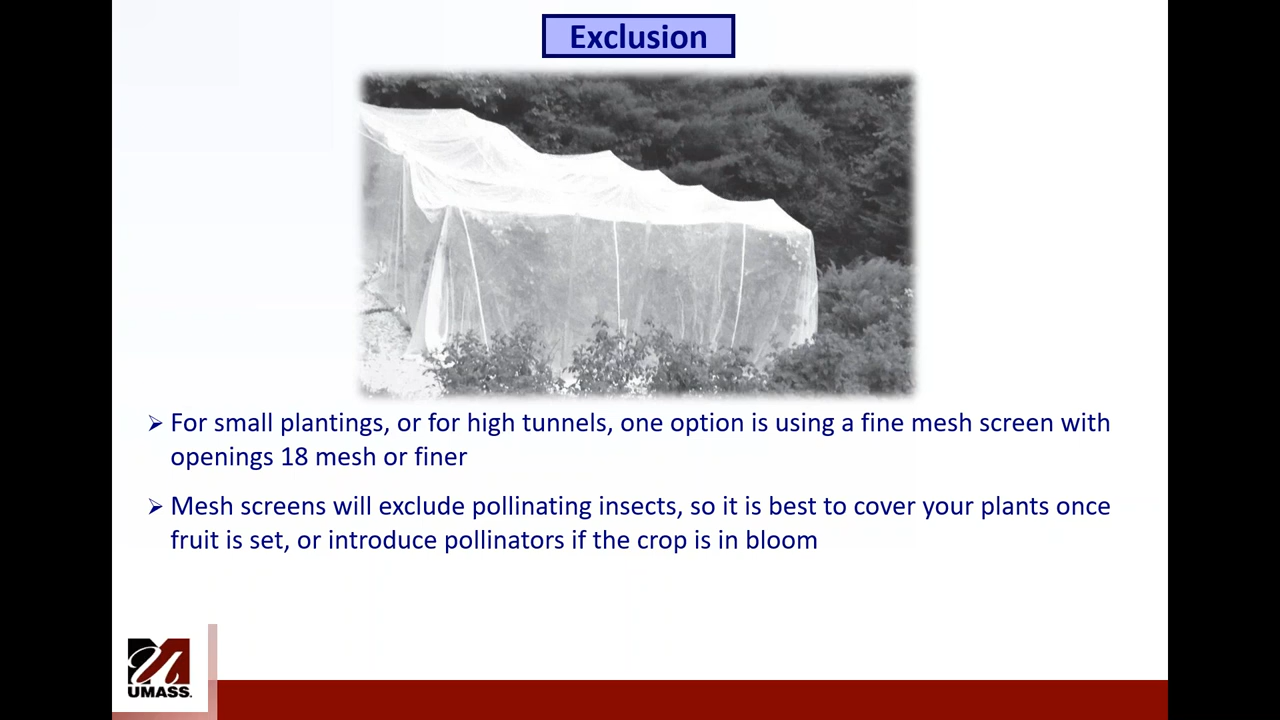 Exclusion
For small plantings, or for high tunnels, one option is using a fine mesh screen with
openings 18 mesh or finer
Mesh screens will exclude pollinating insects, so it is best to cover your plants once
fruit is set, or introduce pollinators if the crop is in bloom
UMASS.